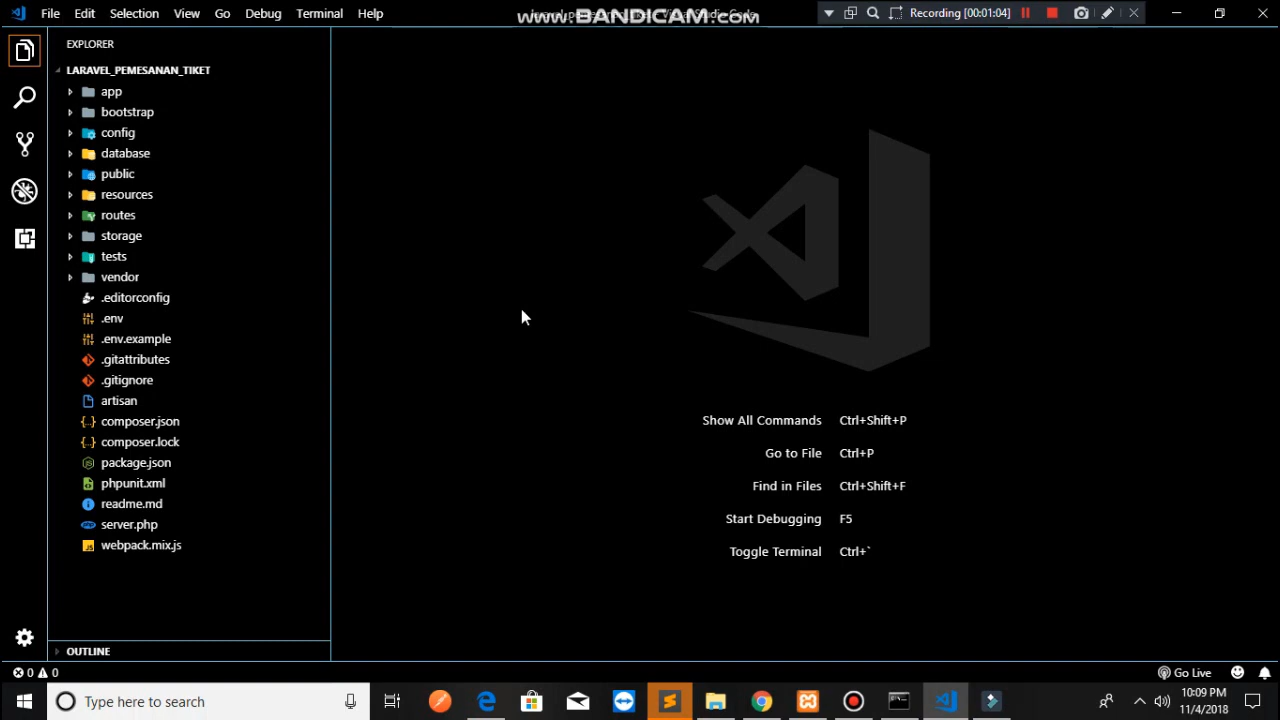 File Edit Selection View Go Debug Terminal Help
www.BANDICAM.com
Recording [00:01:04]
EXPLORER
LARAVEL_PEMESANAN_TIKET
app
bootstrap
config
database
public
resources
routes
storage
tests
vendor
.editorconfig
.env
.env.example
.gitattributes
.gitignore
artisan
composer.json
composer.lock
package.json
phpunit.xml
readme.md
server.php
webpack.mix.js
Show All Commands Ctrl+Shift+P
Go to File Ctrl+P
Find in Files Ctrl+Shift+F
Start Debugging F5
Toggle Terminal Ctrl+`
OUTLINE
0 0
Go Live
Type here to search
10:09 PM
11/4/2018